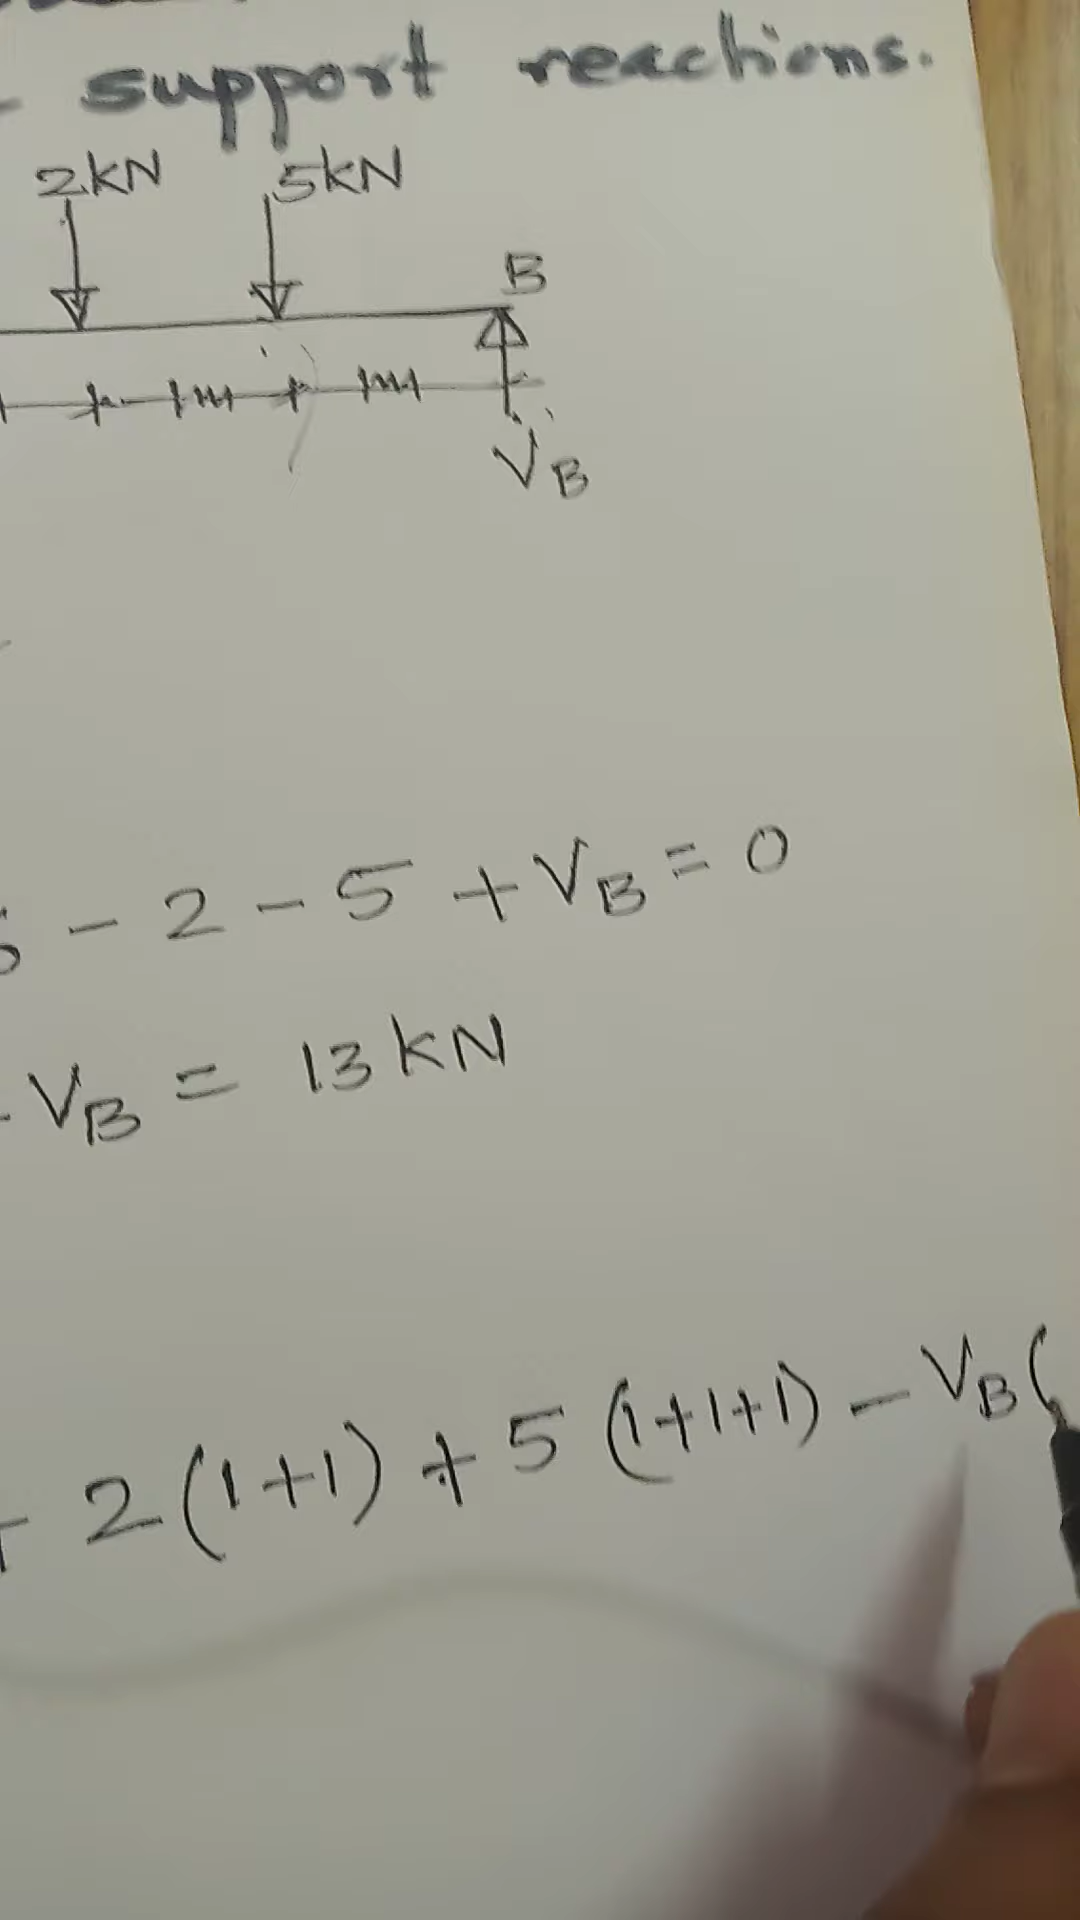 support reactions.
2kN 5kN
B
1m 1m
VB
- 2 - 5 + VB = 0
VB = 13 kN
2 (1+1) + 5 (1+1+1) - VB (